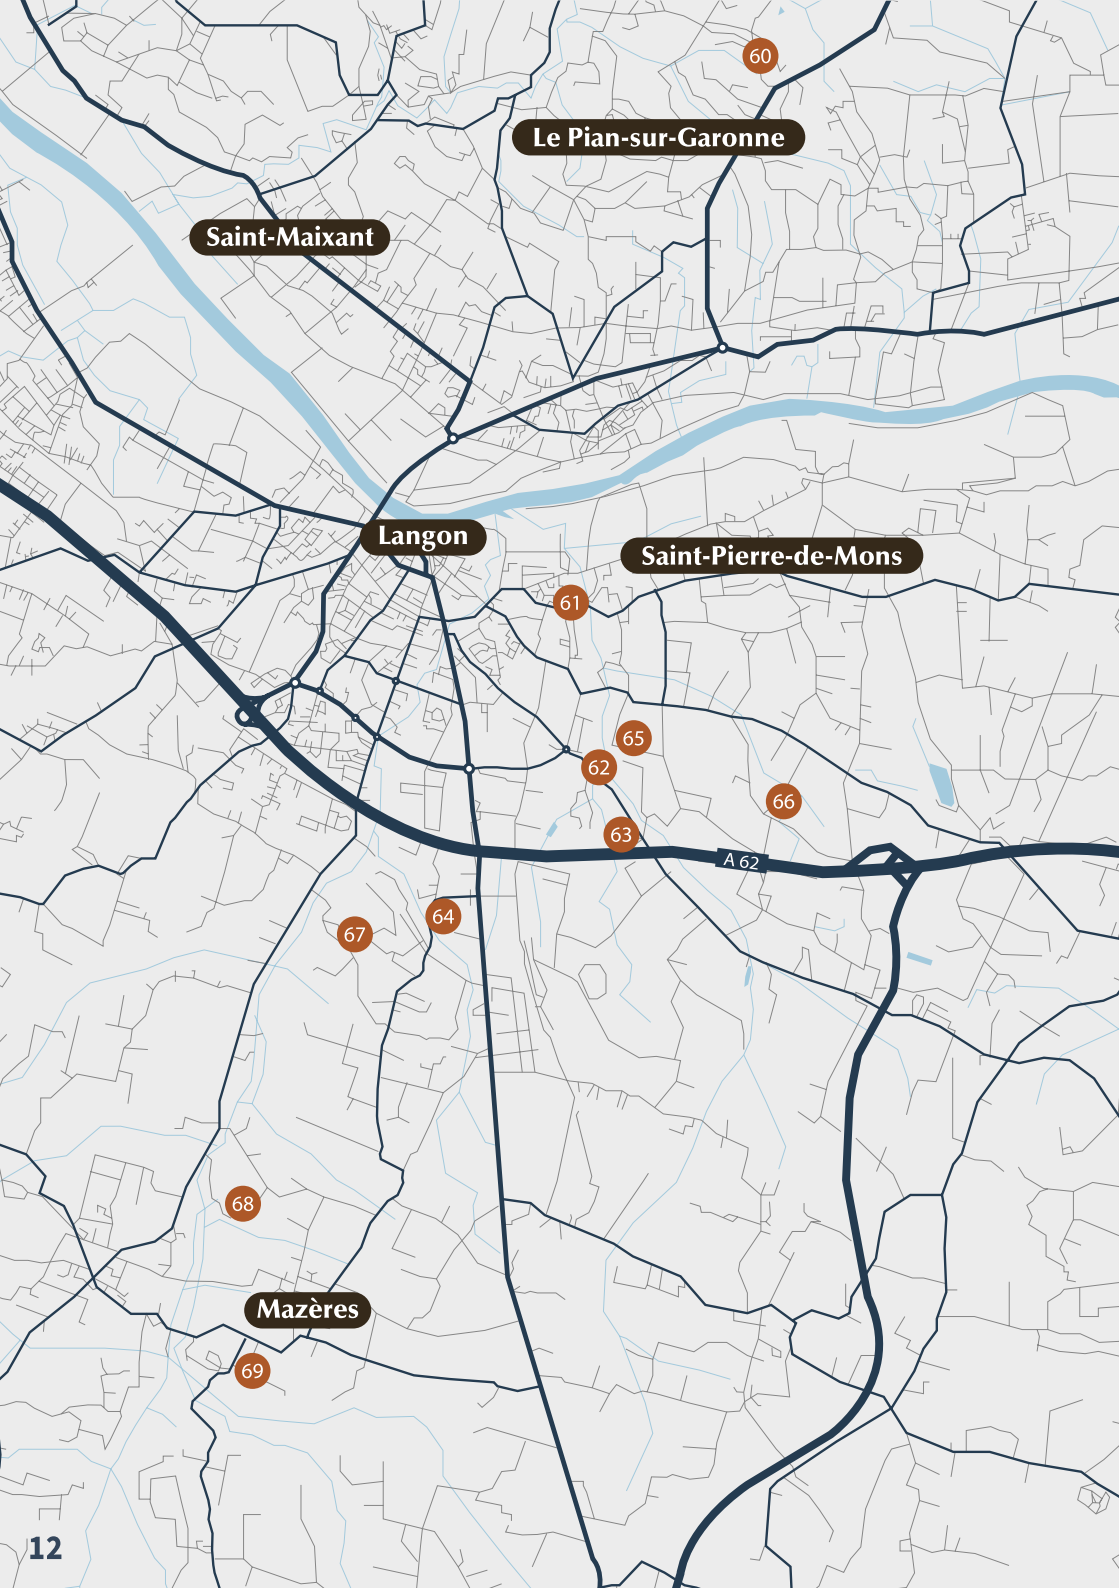 60
Le Pian-sur-Garonne
Saint-Maixant
Langon
Saint-Pierre-de-Mons
61
65
62
66
63
A 62
64
67
68
Mazères
69
12